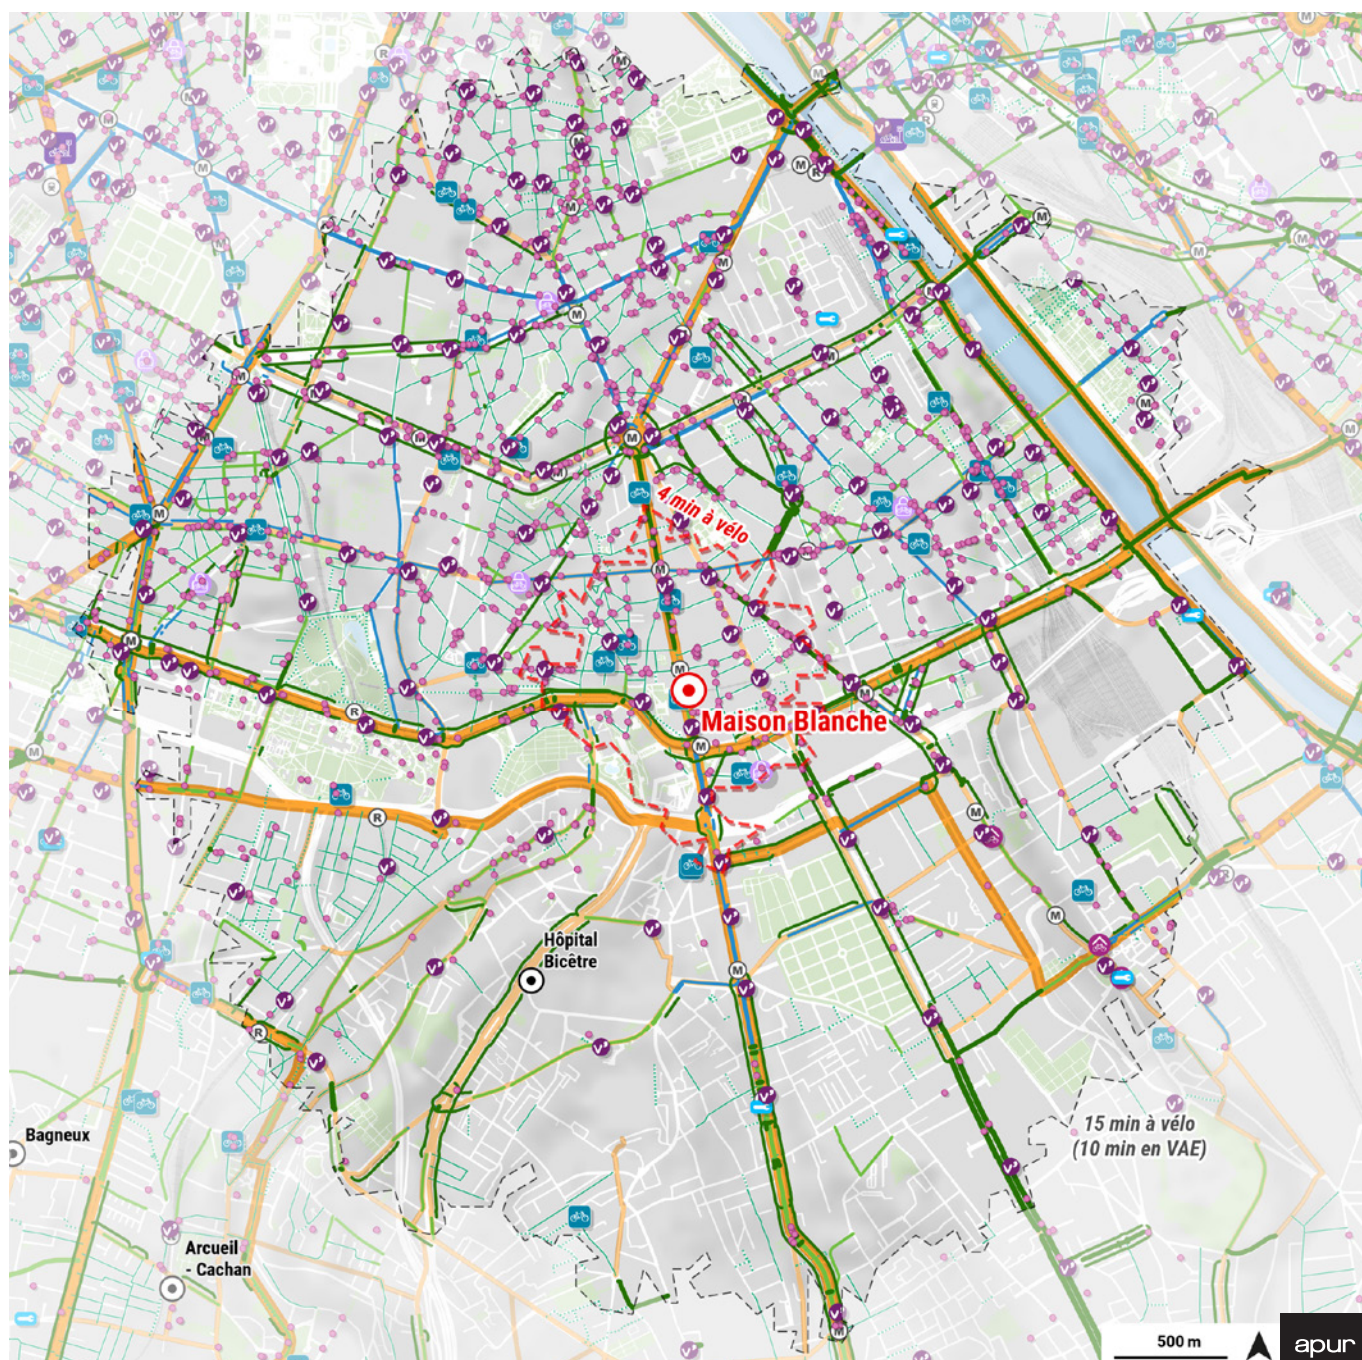 4 min à vélo
Maison Blanche
Hôpital
Bicêtre
15 min à vélo
(10 min en VAE)
Bagneux
Arcueil
- Cachan
500 m
apur